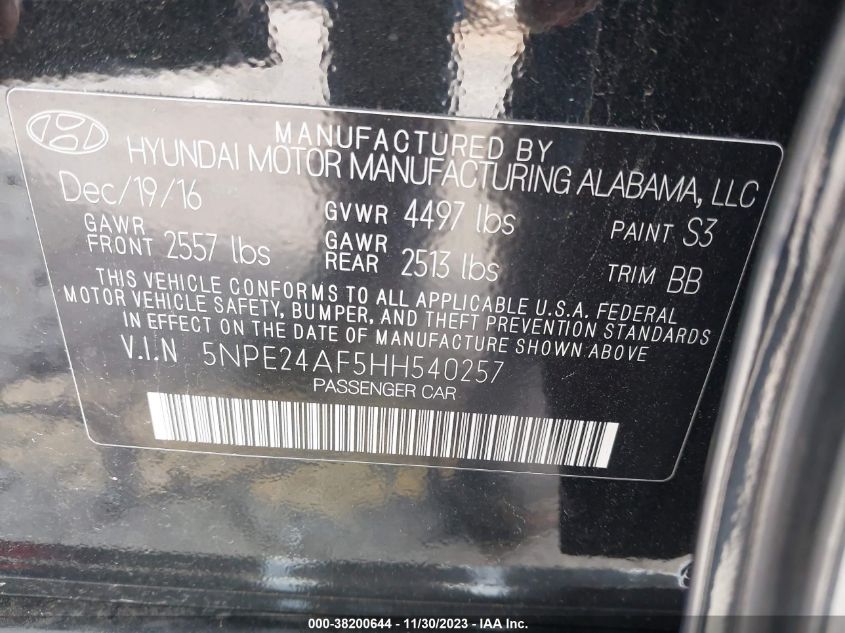 MANUFACTURED BY
HYUNDAI MOTOR MANUFACTURING ALABAMA, LLC
Dec/19/16 GVWR 4497 lbs PAINT S3
GAWR FRONT 2557 lbs GAWR REAR 2513 lbs TRIM BB
THIS VEHICLE CONFORMS TO ALL APPLICABLE U.S.A. FEDERAL
MOTOR VEHICLE SAFETY, BUMPER, AND THEFT PREVENTION STANDARDS
IN EFFECT ON THE DATE OF MANUFACTURE SHOWN ABOVE
V.I.N 5NPE24AF5HH540257
PASSENGER CAR
000-38200644 - 11/30/2023 - IAA Inc.